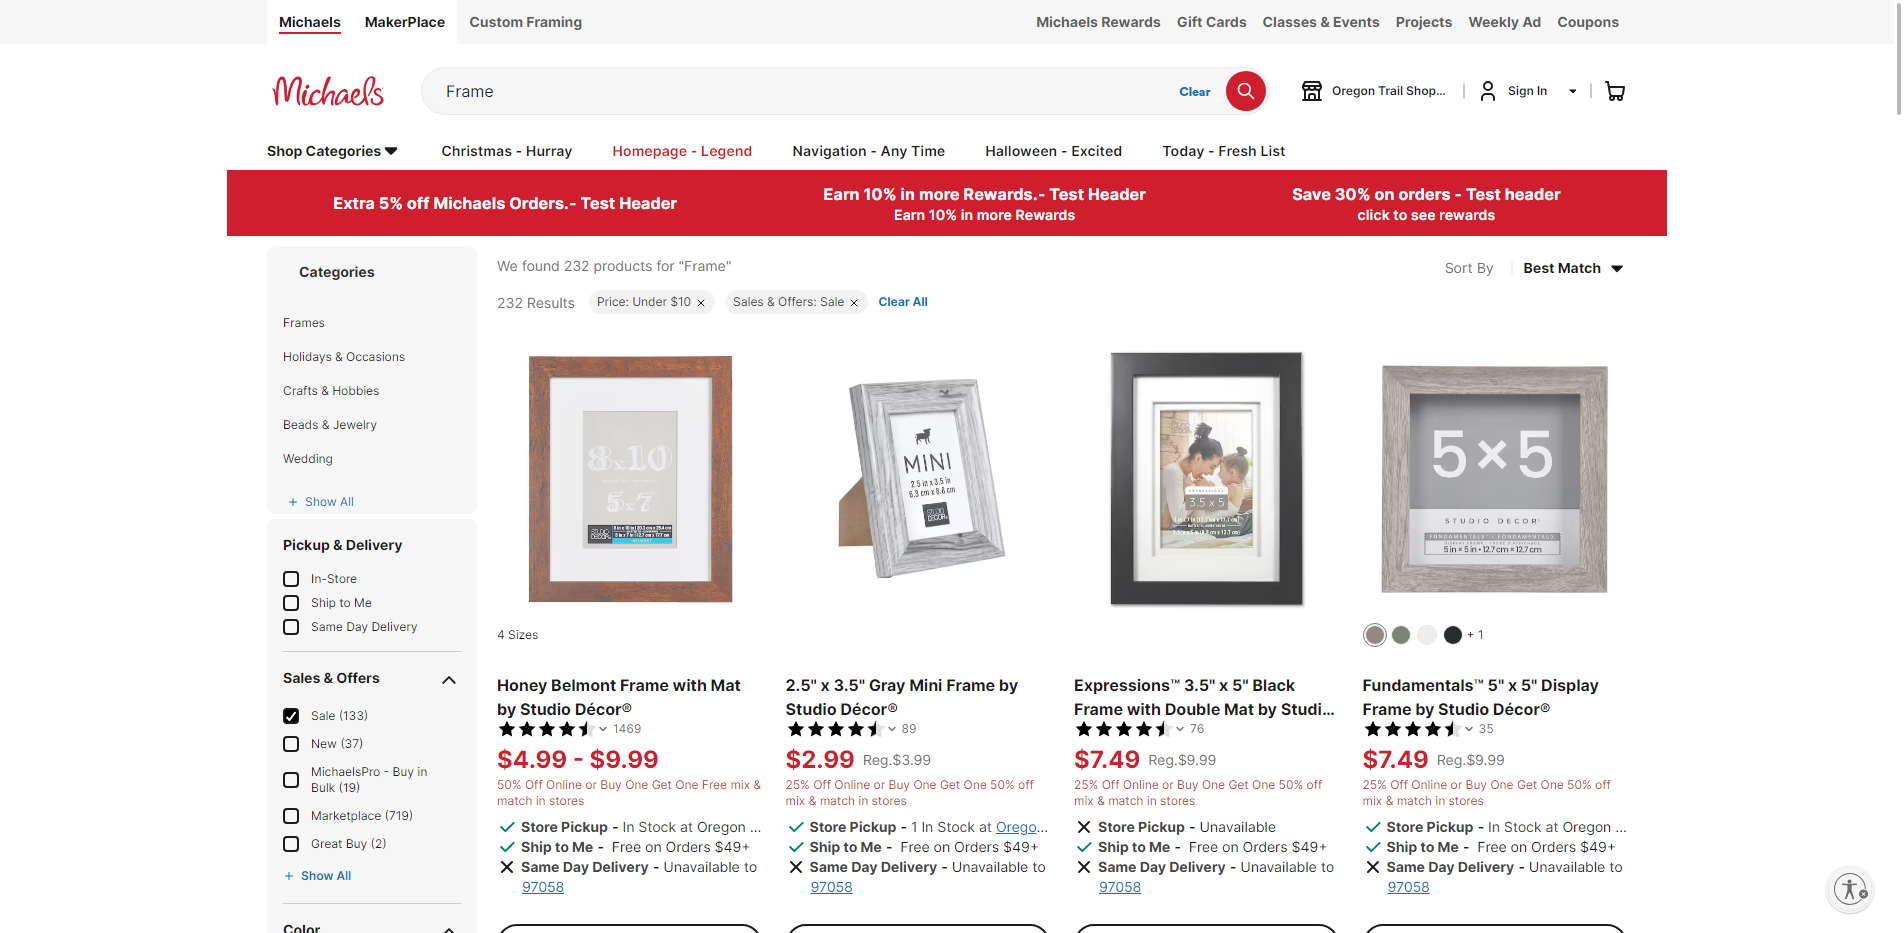 Michaels MakerPlace Custom Framing Michaels Rewards Gift Cards Classes & Events Projects Weekly Ad Coupons
Michaels Frame Clear Oregon Trail Shop... Sign In
Shop Categories Christmas - Hurray Homepage - Legend Navigation - Any Time Halloween - Excited Today - Fresh List
Extra 5% off Michaels Orders.- Test Header
Earn 10% in more Rewards.- Test Header
Earn 10% in more Rewards
Save 30% on orders - Test header
click to see rewards
Categories
Frames
Holidays & Occasions
Crafts & Hobbies
Beads & Jewelry
Wedding
+ Show All
Pickup & Delivery
In-Store
Ship to Me
Same Day Delivery
Sales & Offers
Sale (133)
New (37)
MichaelsPro - Buy in
Bulk (19)
Marketplace (719)
Great Buy (2)
+ Show All
Color
We found 232 products for "Frame"
Sort By Best Match
232 Results Price: Under $10 Sales & Offers: Sale Clear All
8x10
5x7
4 Sizes
Honey Belmont Frame with Mat
by Studio Décor®
1469
$4.99 - $9.99
50% Off Online or Buy One Get One Free mix &
match in stores
Store Pickup - In Stock at Oregon ...
Ship to Me - Free on Orders $49+
Same Day Delivery - Unavailable to
97058
MINI
2.5 in x 3.5 in
6.3 cm x 8.8 cm
STUDIO
DECOR
2.5" x 3.5" Gray Mini Frame by
Studio Décor®
89
$2.99 Reg.$3.99
25% Off Online or Buy One Get One 50% off
mix & match in stores
Store Pickup - 1 In Stock at Orego...
Ship to Me - Free on Orders $49+
Same Day Delivery - Unavailable to
97058
EXPRESSIONS
3.5 x 5
Expressions™ 3.5" x 5" Black
Frame with Double Mat by Studi...
76
$7.49 Reg.$9.99
25% Off Online or Buy One Get One 50% off
mix & match in stores
Store Pickup - Unavailable
Ship to Me - Free on Orders $49+
Same Day Delivery - Unavailable to
97058
5×5
STUDIO DECOR
FUNDAMENTALS • FONDAMENTAUX
5 in × 5 in • 12.7 cm × 12.7 cm
+ 1
Fundamentals™ 5" x 5" Display
Frame by Studio Décor®
35
$7.49 Reg.$9.99
25% Off Online or Buy One Get One 50% off
mix & match in stores
Store Pickup - In Stock at Oregon ...
Ship to Me - Free on Orders $49+
Same Day Delivery - Unavailable to
97058